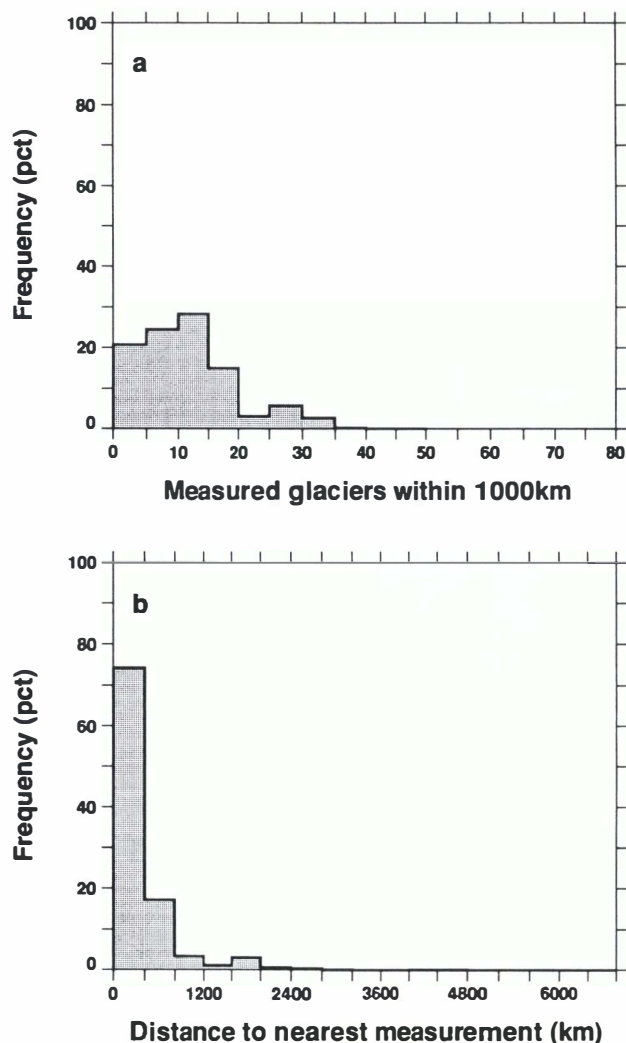 100
a
80
60
40
20
0
Frequency (pct)
0 10 20 30 40 50 60 70 80
Measured glaciers within 1000km
100
b
80
60
40
20
0
Frequency (pct)
0 1200 2400 3600 4800 6000
Distance to nearest measurement (km)